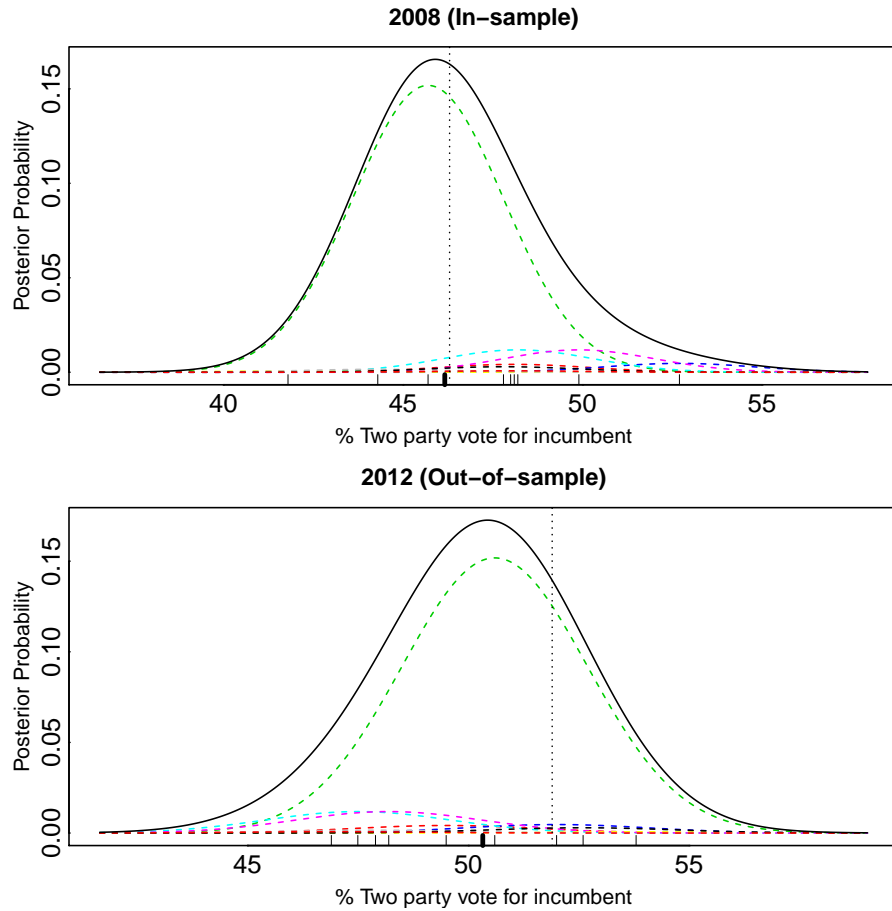 2008 (In−sample)
Posterior Probability
0.15
0.10
0.05
0.00
40 45 50 55
% Two party vote for incumbent
2012 (Out−of−sample)
Posterior Probability
0.15
0.10
0.05
0.00
45 50 55
% Two party vote for incumbent